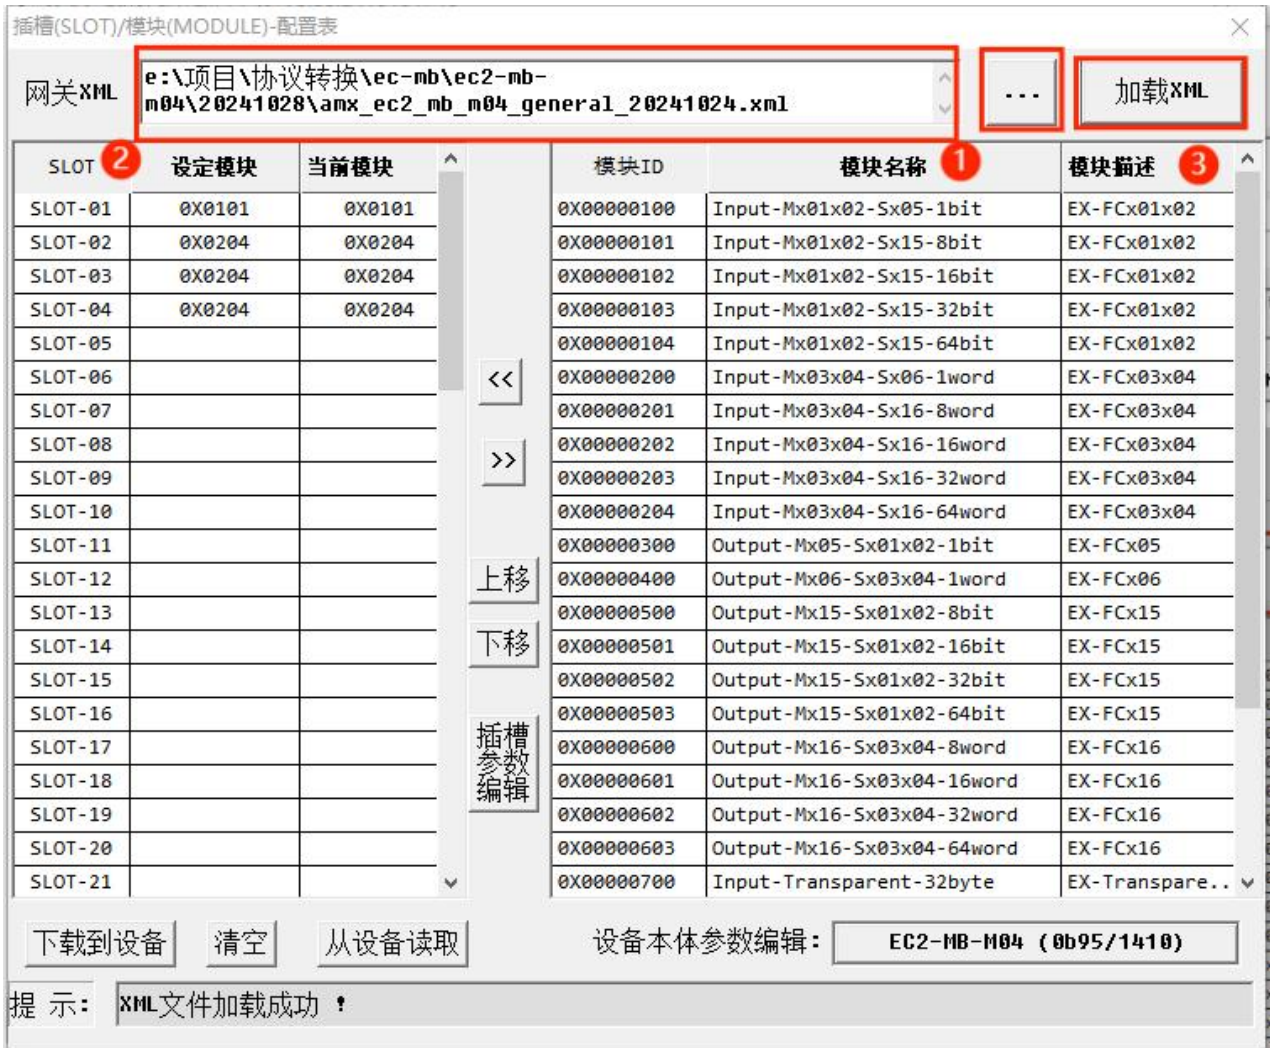 插槽(SLOT)/模块(MODULE)-配置表
网关XML
e:\项目\协议转换\ec-mb\ec2-mb-
m04\20241028\amx_ec2_mb_m04_general_20241024.xml
...
加载XML
SLOT 2 设定模块 当前模块 模块ID 模块名称 1 模块描述 3
SLOT-01 0X0101 0X0101 0X00000100 Input-Mx01x02-Sx05-1bit EX-FCx01x02
SLOT-02 0X0204 0X0204 0X00000101 Input-Mx01x02-Sx15-8bit EX-FCx01x02
SLOT-03 0X0204 0X0204 0X00000102 Input-Mx01x02-Sx15-16bit EX-FCx01x02
SLOT-04 0X0204 0X0204 0X00000103 Input-Mx01x02-Sx15-32bit EX-FCx01x02
SLOT-05 0X00000104 Input-Mx01x02-Sx15-64bit EX-FCx01x02
SLOT-06 << 0X00000200 Input-Mx03x04-Sx06-1word EX-FCx03x04
SLOT-07 0X00000201 Input-Mx03x04-Sx16-8word EX-FCx03x04
SLOT-08 >> 0X00000202 Input-Mx03x04-Sx16-16word EX-FCx03x04
SLOT-09 0X00000203 Input-Mx03x04-Sx16-32word EX-FCx03x04
SLOT-10 0X00000204 Input-Mx03x04-Sx16-64word EX-FCx03x04
SLOT-11 0X00000300 Output-Mx05-Sx01x02-1bit EX-FCx05
SLOT-12 上移 0X00000400 Output-Mx06-Sx03x04-1word EX-FCx06
SLOT-13 0X00000500 Output-Mx15-Sx01x02-8bit EX-FCx15
SLOT-14 下移 0X00000501 Output-Mx15-Sx01x02-16bit EX-FCx15
SLOT-15 0X00000502 Output-Mx15-Sx01x02-32bit EX-FCx15
SLOT-16 0X00000503 Output-Mx15-Sx01x02-64bit EX-FCx15
SLOT-17 插槽 0X00000600 Output-Mx16-Sx03x04-8word EX-FCx16
SLOT-18 参数 0X00000601 Output-Mx16-Sx03x04-16word EX-FCx16
SLOT-19 编辑 0X00000602 Output-Mx16-Sx03x04-32word EX-FCx16
SLOT-20 0X00000603 Output-Mx16-Sx03x04-64word EX-FCx16
SLOT-21 0X00000700 Input-Transparent-32byte EX-Transpare..
下载到设备 清空 从设备读取 设备本体参数编辑: EC2-MB-M04 (0b95/1410)
提 示: XML文件加载成功 !